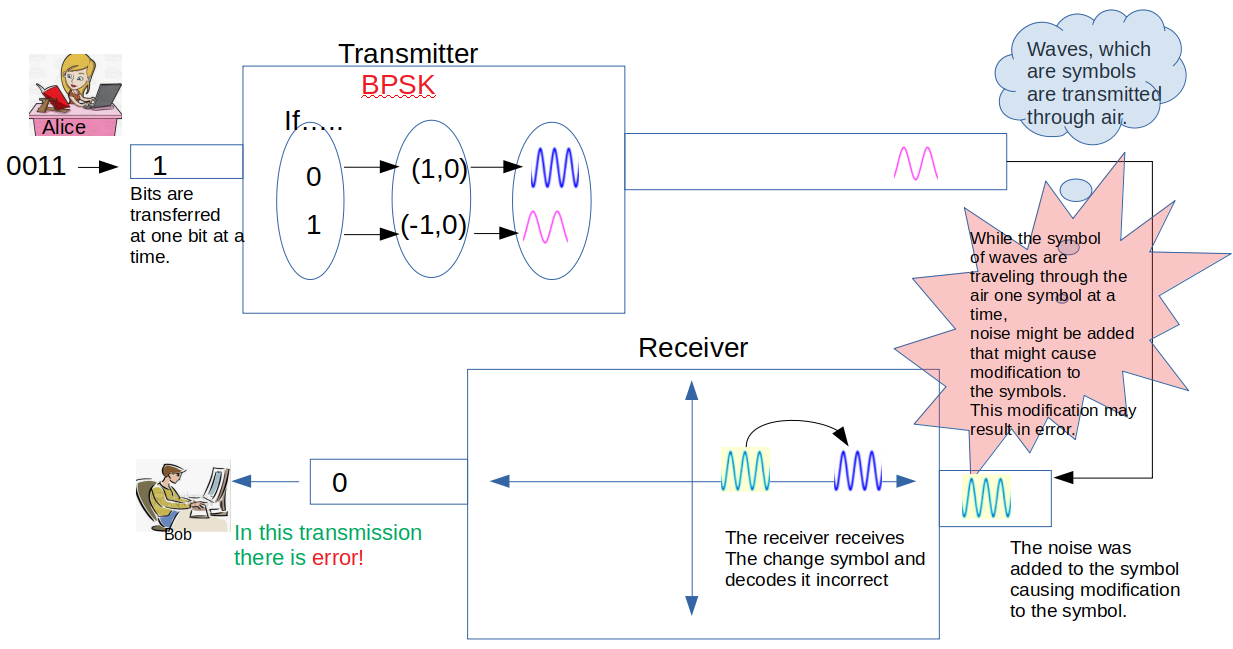 Transmitter
BPSK
Alice
0011
1
Bits are
transferred
at one bit at a
time.
If.....
0
(1,0)
1
(-1,0)
Waves, which
are symbols
are transmitted
through air.
While the symbol
of waves are
traveling through the
air one symbol at a
time,
noise might be added
that might cause
modification to
the symbols.
This modification may
result in error.
Receiver
0
Bob
In this transmission
there is error!
The receiver receives
The change symbol and
decodes it incorrect
The noise was
added to the symbol
causing modification
to the symbol.